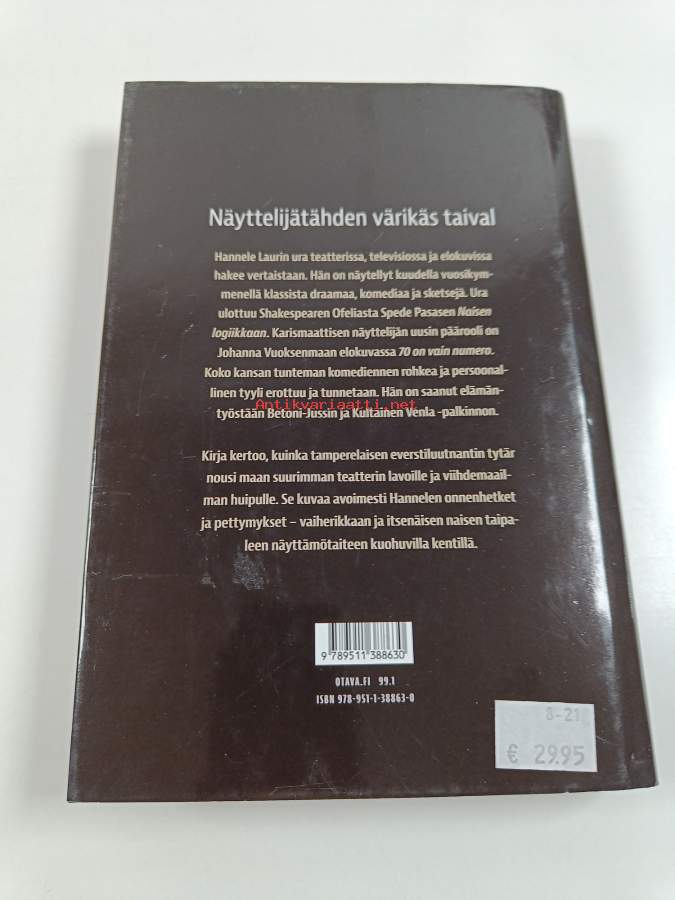 Näyttelijätähden värikäs taival
Hannele Laurin ura teatterissa, televisiossa ja elokuvissa
hakee vertaistaan. Hän on näytellyt kuudella vuosikym-
menellä klassista draamaa, komediaa ja sketsejä. Ura
ulottuu Shakespearen Ofeliasta Spede Pasasen Naisen
logiikkaan. Karismaattisen näyttelijän uusin päärooli on
Johanna Vuoksenmaan elokuvassa 70 on vain numero.
Koko kansan tunteman komediennen rohkea ja persoonal-
linen tyyli erottuu ja tunnetaan. Hän on saanut elämän-
Antikvariaatti.net
työstään Betoni-Jussin ja Kultainen Venla -palkinnon.
Kirja kertoo, kuinka tamperelaisen everstiluutnantin tytär
nousi maan suurimman teatterin lavoille ja viihdemaail-
man huipulle. Se kuvaa avoimesti Hannelen onnenhetket
ja pettymykset – vaiherikkaan ja itsenäisen naisen taipa-
leen näyttämötaiteen kuohuvilla kentillä.
9 789511 388630
OTAVA.FI 99.1
ISBN 978-951-1-38863-0
8-21
€ 29.95